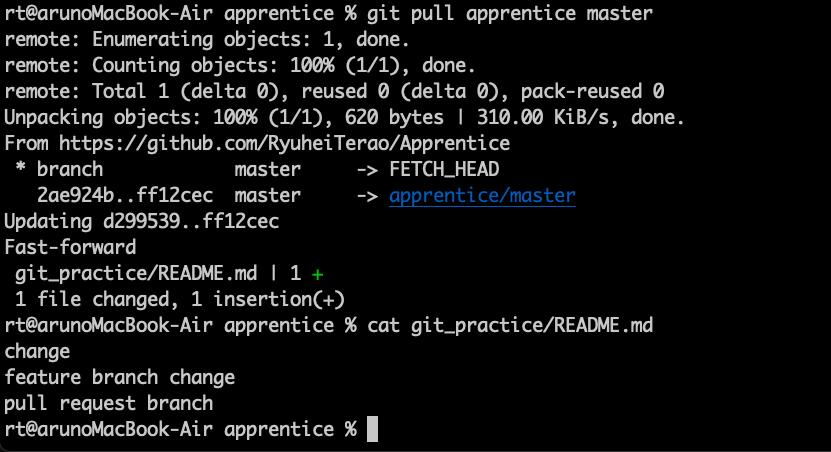 rt@arunoMacBook-Air apprentice % git pull apprentice master
remote: Enumerating objects: 1, done.
remote: Counting objects: 100% (1/1), done.
remote: Total 1 (delta 0), reused 0 (delta 0), pack-reused 0
Unpacking objects: 100% (1/1), 620 bytes | 310.00 KiB/s, done.
From https://github.com/RyuheiTerao/Apprentice
 * branch            master     -> FETCH_HEAD
   2ae924b..ff12cec  master     -> apprentice/master
Updating d299539..ff12cec
Fast-forward
 git_practice/README.md | 1 +
 1 file changed, 1 insertion(+)
rt@arunoMacBook-Air apprentice % cat git_practice/README.md
change
feature branch change
pull request branch
rt@arunoMacBook-Air apprentice %